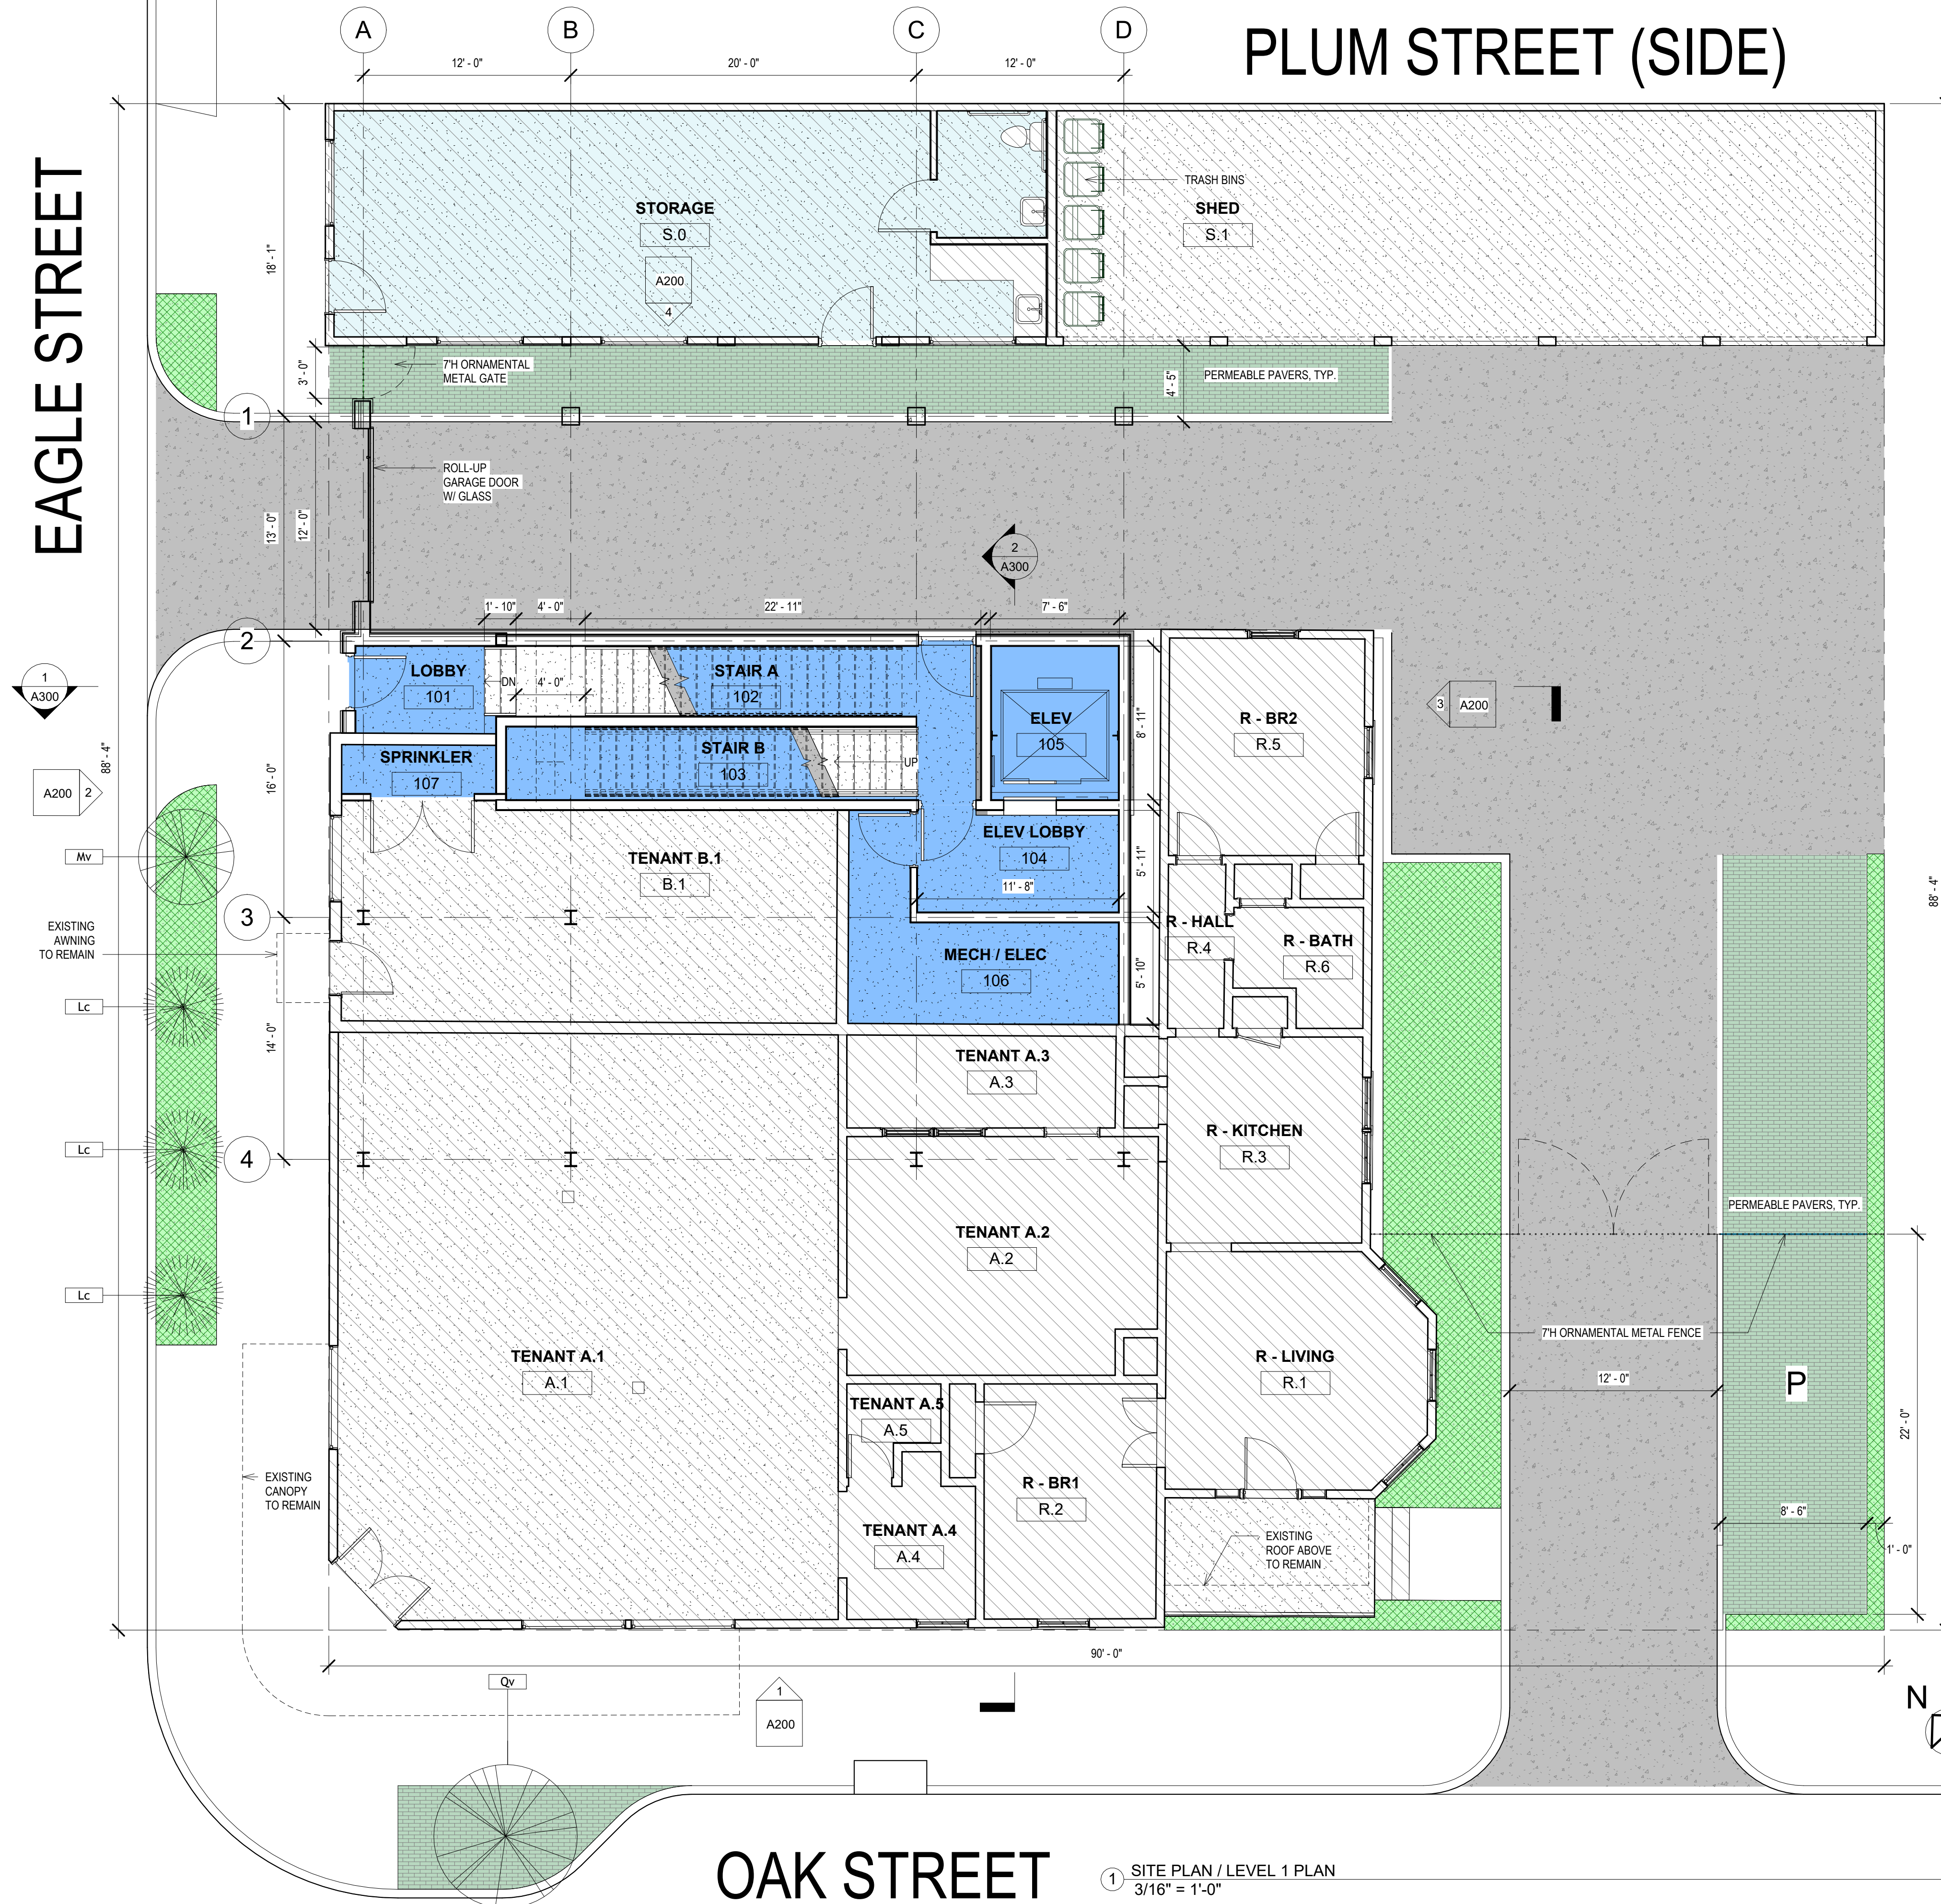 A
B
C
D
PLUM STREET (SIDE)
12' - 0"
20' - 0"
12' - 0"
EAGLE STREET
TRASH BINS
STORAGE
S.0
SHED
S.1
18' - 1"
A200
4
3' - 0"
7'H ORNAMENTAL
METAL GATE
4' - 5"
PERMEABLE PAVERS, TYP.
1
ROLL-UP
GARAGE DOOR
W/ GLASS
13' - 0"
12' - 0"
2
A300
1' - 10"
4' - 0"
22' - 11"
7' - 6"
2
LOBBY
101
DN
4' - 0"
STAIR A
102
1
A300
ELEV
105
8' - 11"
R - BR2
R.5
3
A200
SPRINKLER
107
STAIR B
103
UP
88' - 4"
16' - 0"
A200
2
ELEV LOBBY
104
5' - 11"
11' - 8"
Mv
TENANT B.1
B.1
88' - 4"
3
EXISTING
AWNING
TO REMAIN
R - HALL
R.4
R - BATH
R.6
MECH / ELEC
106
5' - 10"
Lc
14' - 0"
TENANT A.3
A.3
R - KITCHEN
R.3
Lc
4
PERMEABLE PAVERS, TYP.
TENANT A.2
A.2
Lc
7'H ORNAMENTAL METAL FENCE
TENANT A.1
A.1
R - LIVING
R.1
12' - 0"
P
22' - 0"
TENANT A.5
A.5
EXISTING
CANOPY
TO REMAIN
R - BR1
R.2
8' - 6"
1' - 0"
TENANT A.4
A.4
EXISTING
ROOF ABOVE
TO REMAIN
90' - 0"
Qv
1
A200
N
OAK STREET
1
SITE PLAN / LEVEL 1 PLAN
3/16" = 1'-0"